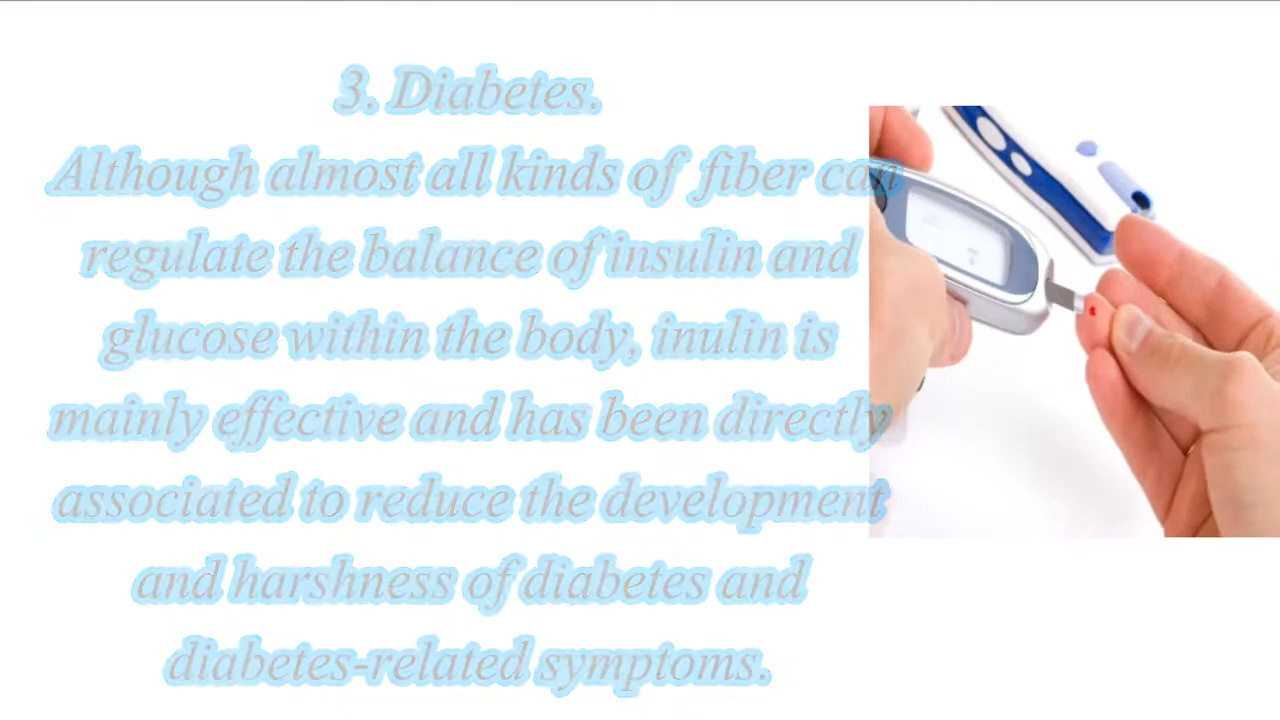 3. Diabetes.
Although almost all kinds of fiber can
regulate the balance of insulin and
glucose within the body, inulin is
mainly effective and has been directly
associated to reduce the development
and harshness of diabetes and
diabetes-related symptoms.